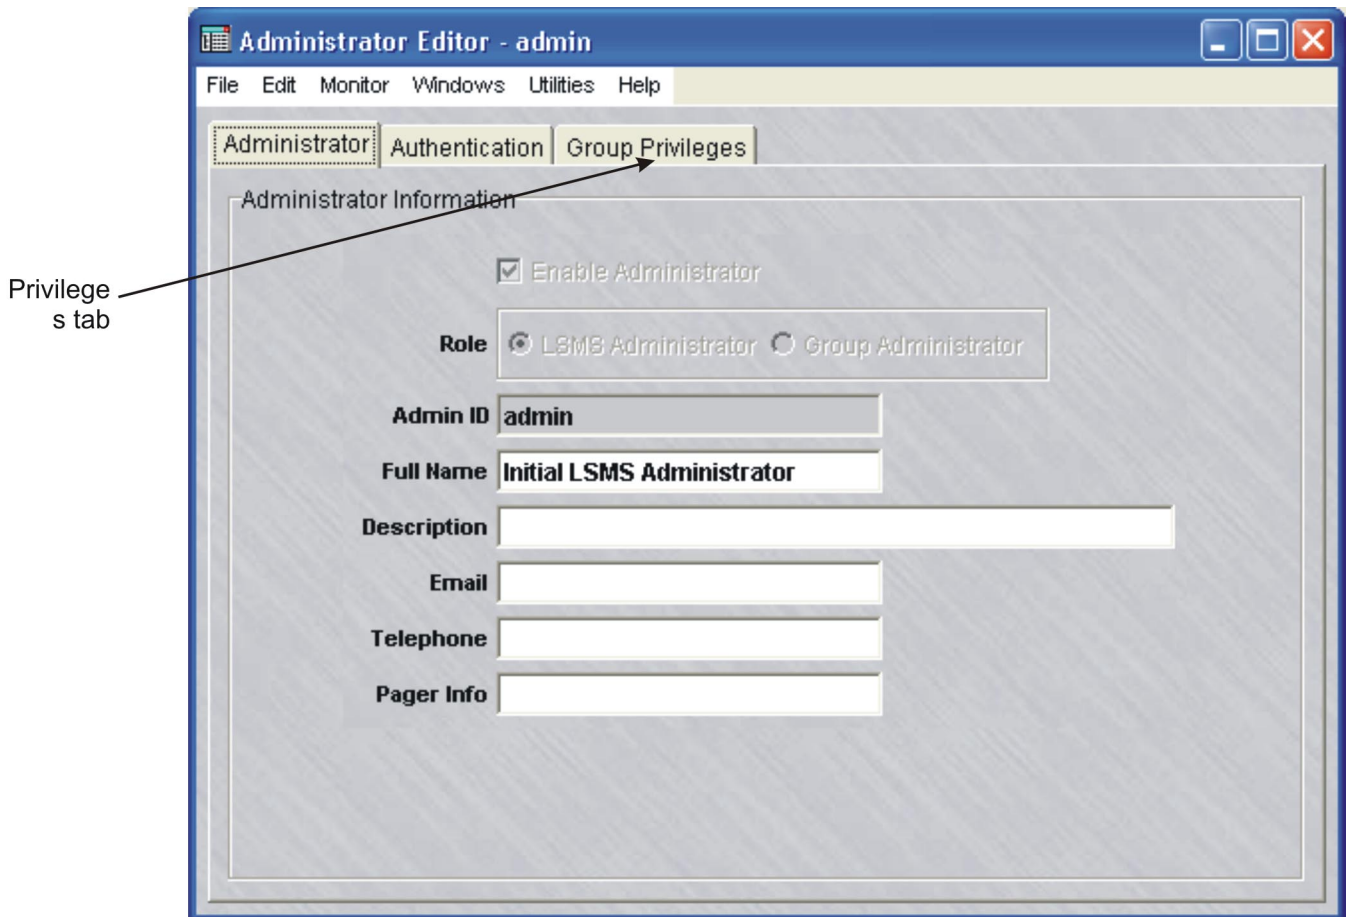 Administrator Editor - admin
File Edit Monitor Windows Utilities Help
Administrator Authentication Group Privileges
Administrator Information
Enable Administrator
Privilege
s tab
Role LSMS Administrator Group Administrator
Admin ID admin
Full Name Initial LSMS Administrator
Description
Email
Telephone
Pager Info